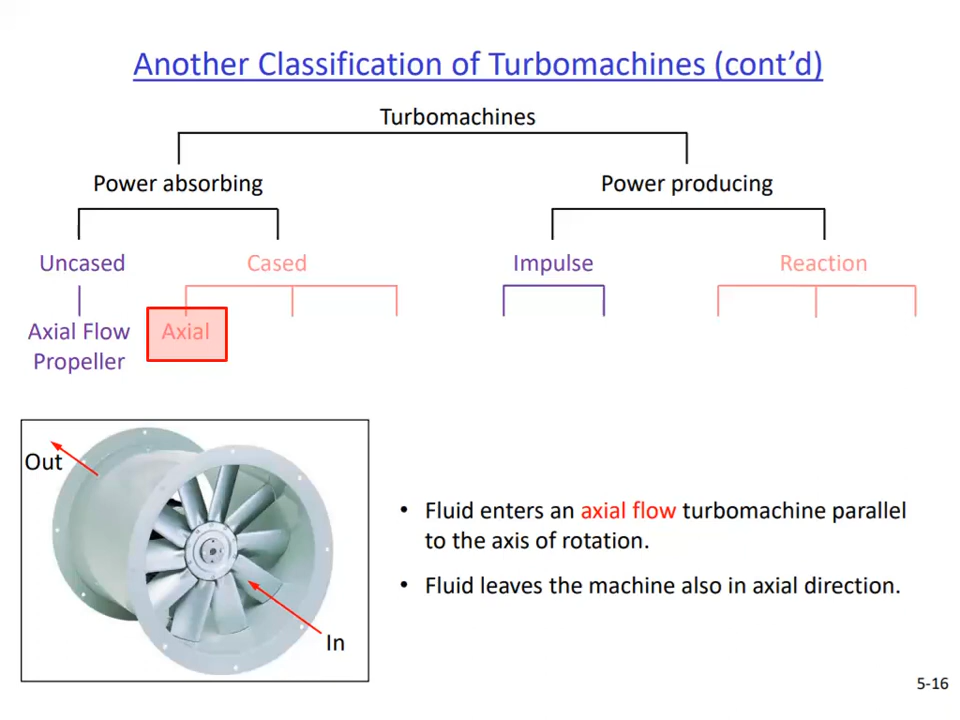 Another Classification of Turbomachines (cont’d)
Turbomachines
Power absorbing
Power producing
Uncased
Cased
Impulse
Reaction
Axial Flow
Propeller
Axial
Out
In
• Fluid enters an axial flow turbomachine parallel
to the axis of rotation.
• Fluid leaves the machine also in axial direction.
5-16